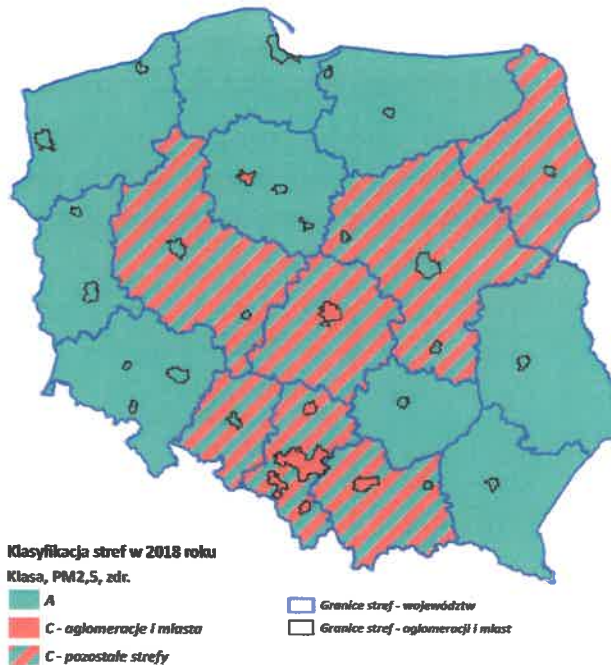 Klasyfikacja stref w 2018 roku
Klasa, PM2,5, zdr.
A
C - aglomeracje i miasta
C - pozostałe strefy
Granice stref - województw
Granice stref - aglomeracji i miast